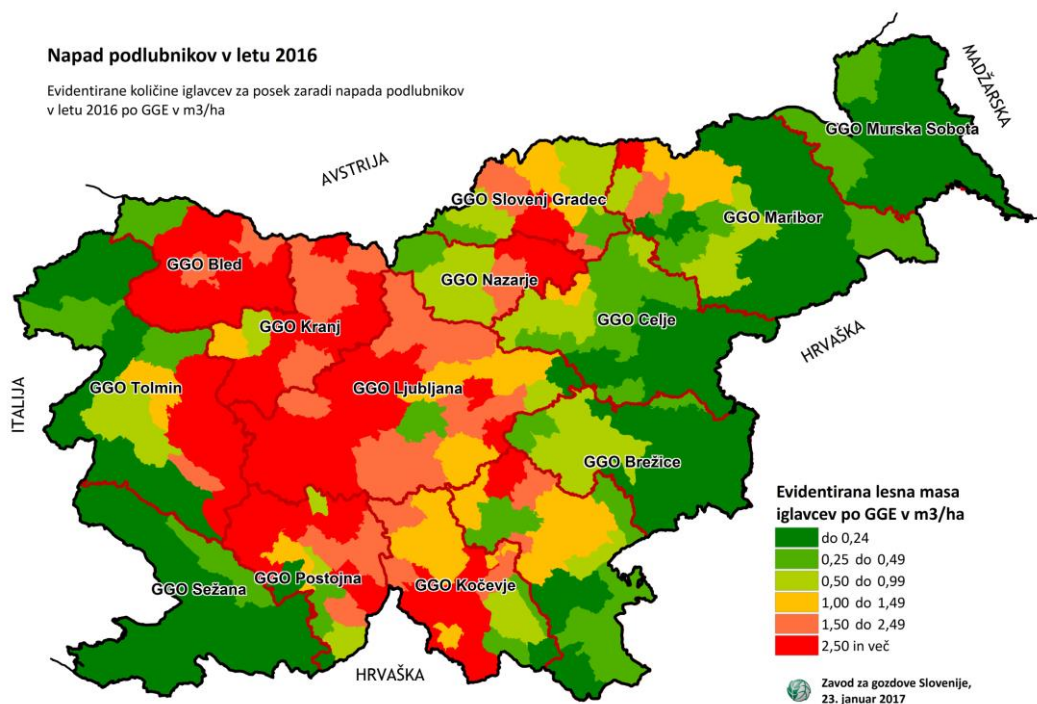 Napad podlubnikov v letu 2016
Evidentirane količine iglavcev za posek zaradi napada podlubnikov
v letu 2016 po GGE v m3/ha
MADŽARSKA
AVSTRIJA
GGO Murska Sobota
GGO Slovenj Gradec
GGO Maribor
GGO Bled
GGO Nazarje
GGO Kranj
GGO Celje
HRVAŠKA
ITALIJA
GGO Tolmin
GGO Ljubljana
GGO Brežice
GGO Sežana
GGO Postojna
GGO Kočevje
HRVAŠKA
Evidentirana lesna masa
iglavcev po GGE v m3/ha
do 0,24
0,25 do 0,49
0,50 do 0,99
1,00 do 1,49
1,50 do 2,49
2,50 in več
Zavod za gozdove Slovenije,
23. januar 2017